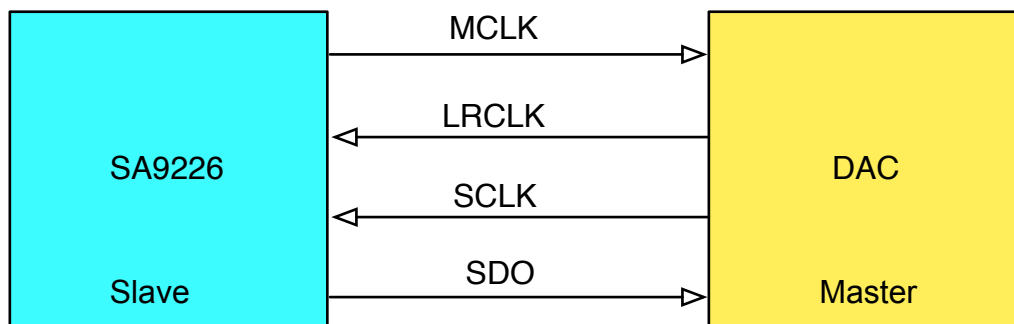 MCLK
LRCLK
SA9226
DAC
SCLK
SDO
Slave
Master